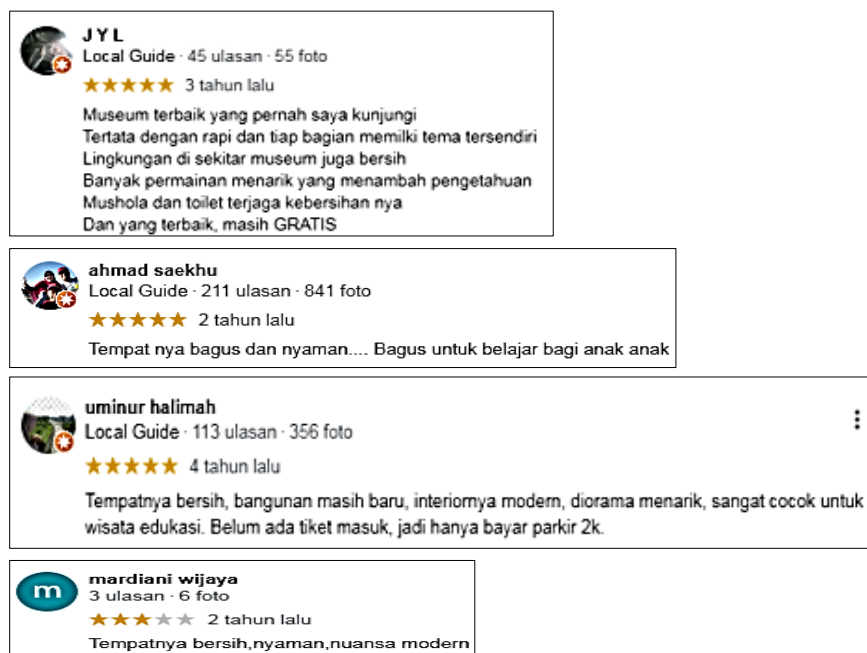 J Y L
Local Guide · 45 ulasan · 55 foto
3 tahun lalu
Museum terbaik yang pernah saya kunjungi
Tertata dengan rapi dan tiap bagian memilki tema tersendiri
Lingkungan di sekitar museum juga bersih
Banyak permainan menarik yang menambah pengetahuan
Mushola dan toilet terjaga kebersihan nya
Dan yang terbaik, masih GRATIS
ahmad saekhu
Local Guide · 211 ulasan · 841 foto
2 tahun lalu
Tempat nya bagus dan nyaman.... Bagus untuk belajar bagi anak anak
uminur halimah
Local Guide · 113 ulasan · 356 foto
4 tahun lalu
Tempatnya bersih, bangunan masih baru, interiornya modern, diorama menarik, sangat cocok untuk
wisata edukasi. Belum ada tiket masuk, jadi hanya bayar parkir 2k.
m
mardiani wijaya
3 ulasan · 6 foto
2 tahun lalu
Tempatnya bersih,nyaman,nuansa modern